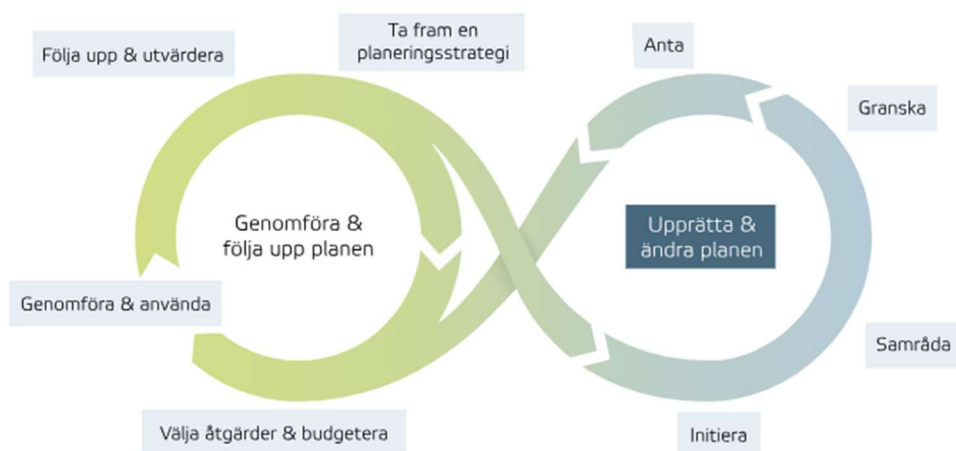 Följa upp & utvärdera
Ta fram en
planeringsstrategi
Anta
Granska
Genomföra &
följa upp planen
Upprätta &
ändra planen
Genomföra & använda
Samråda
Välja åtgärder & budgetera
Initiera